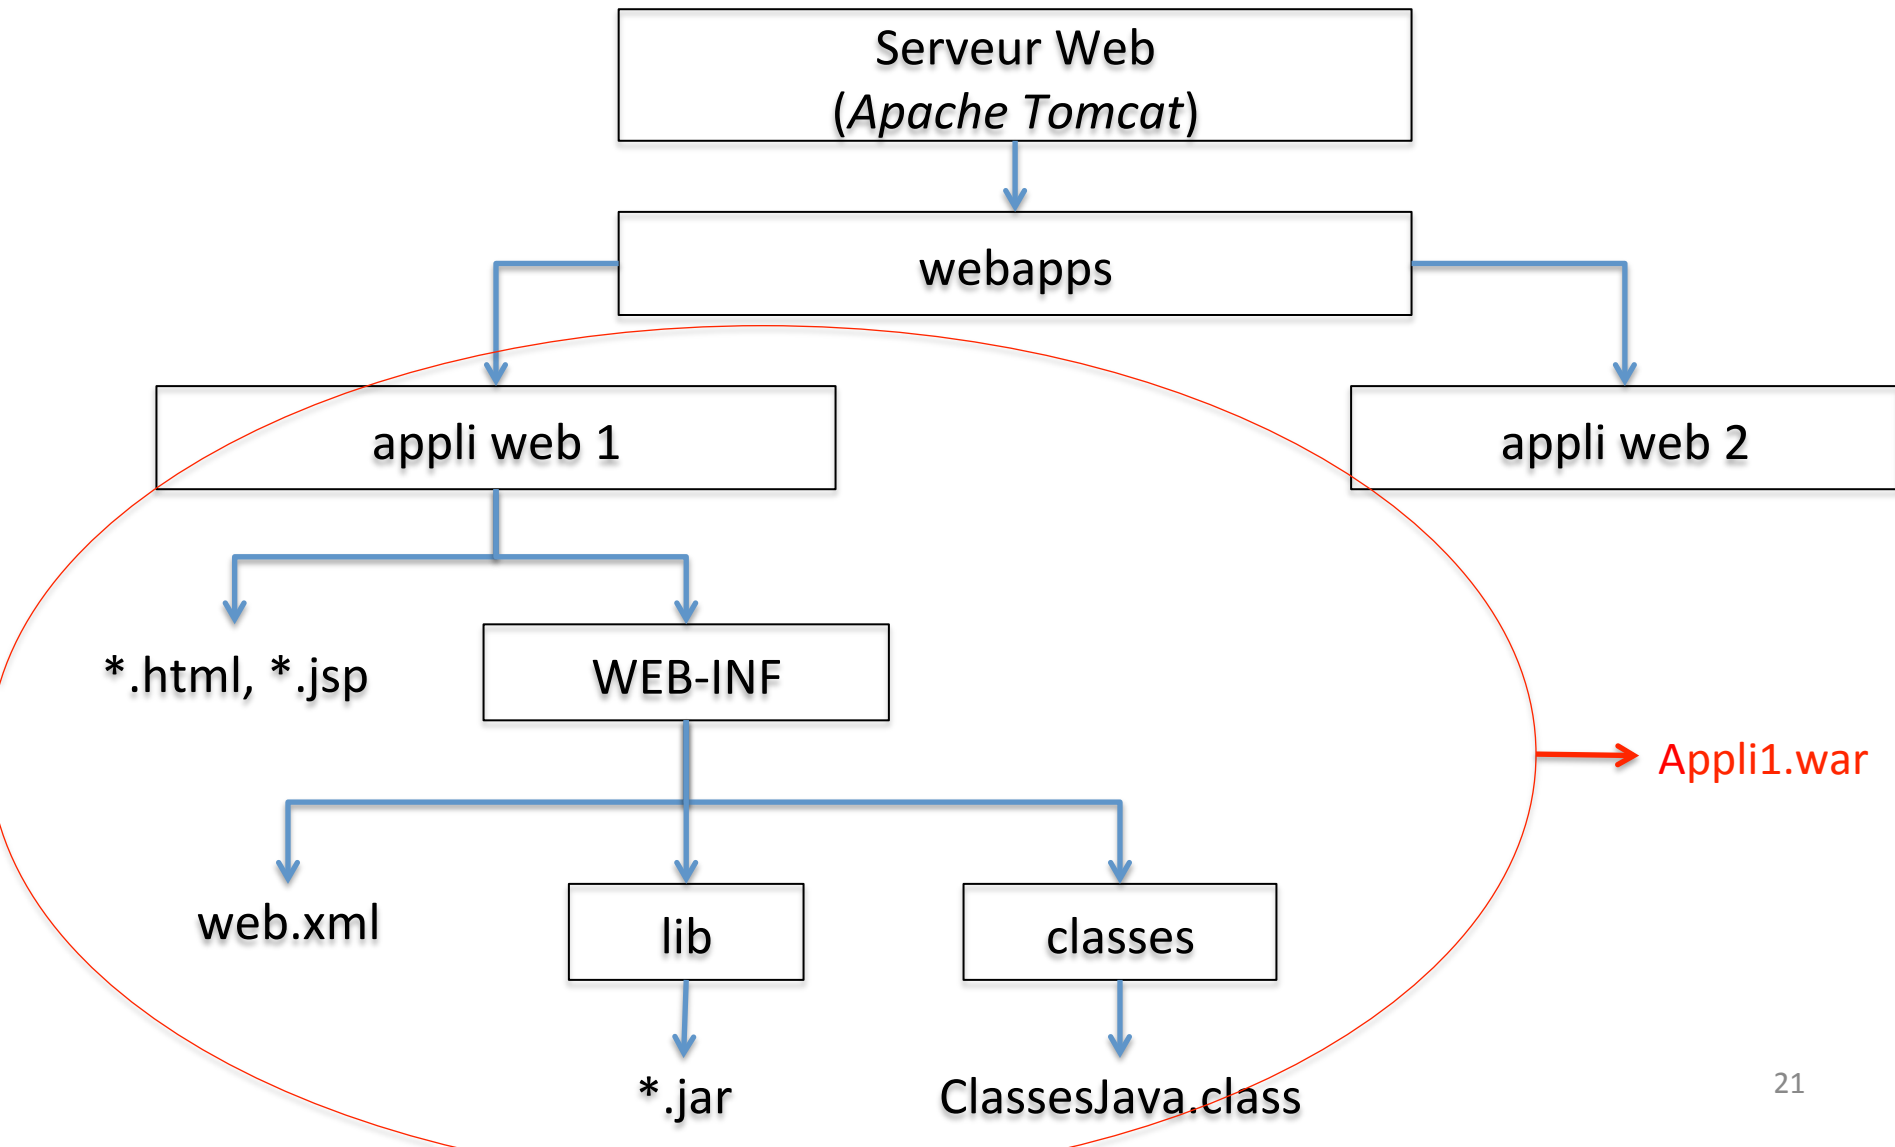 Serveur Web
(Apache Tomcat)
webapps
appli web 1
appli web 2
*.html, *.jsp
WEB-INF
Appli1.war
web.xml
lib
classes
*.jar
ClassesJava.class
21